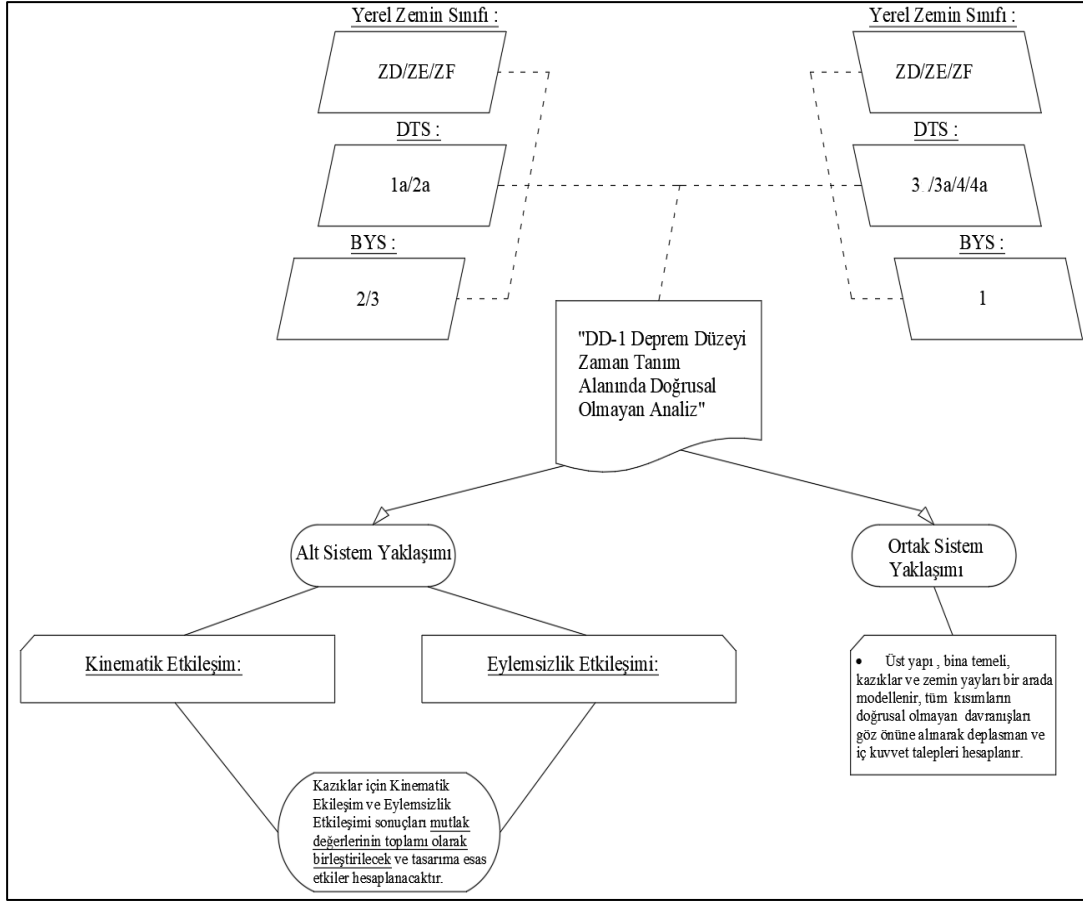 Yerel Zemin Sınıfı :
ZD/ZE/ZF
DTS :
1a/2a
BYS :
2/3
Yerel Zemin Sınıfı :
ZD/ZE/ZF
DTS :
3 /3a/4/4a
BYS :
1
"DD-1 Deprem Düzeyi
Zaman Tanım
Alanında Doğrusal
Olmayan Analiz"
Alt Sistem Yaklaşımı
Ortak Sistem
Yaklaşımı
Kinematik Etkileşim:
Eylemsizlik Etkileşimi:
• Üst yapı , bina temeli,
kazıklar ve zemin yayları bir arada
modellenir, tüm kısımların
doğrusal olmayan davranışları
göz önüne alınarak deplasman ve
iç kuvvet talepleri hesaplanır.
Kazıklar için Kinematik
Ekileşim ve Eylemsizlik
Etkileşimi sonuçları mutlak
değerlerinin toplamı olarak
birleştirilecek ve tasarıma esas
etkiler hesaplanacaktır.